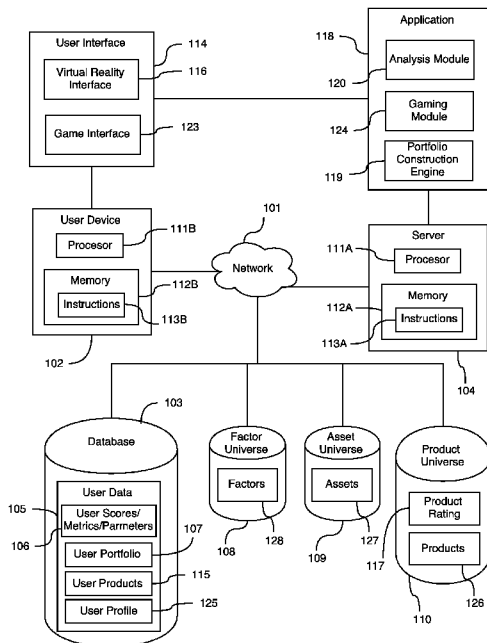 User Interface
114
Virtual Reality
Interface
116
Game Interface
123
Application
118
Analysis Module
120
Gaming
Module
124
Portfolio
Construction
Engine
119
User Device
Procesor
111B
Memory
112B
Instructions
113B
102
101
Network
Server
111A
Procesor
Memory
112A
Instructions
113A
104
103
Database
User Data
105
User Scores/
Metrics/Parmeters
106
107
User Portfolio
User Products
115
User Profile
125
Factor
Universe
Factors
128
108
Asset
Universe
Assets
127
109
Product
Universe
Product
Rating
117
Products
126
110